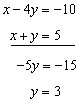 x − 4y = −10
x + y = 5
−5y = −15
y = 3